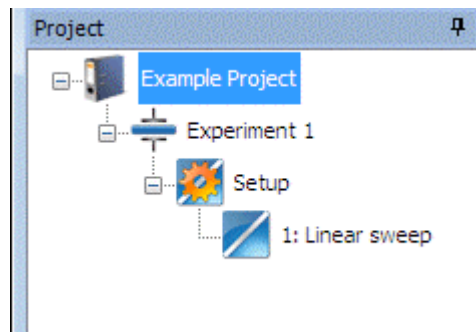 Project
Example Project
Experiment 1
Setup
1: Linear sweep